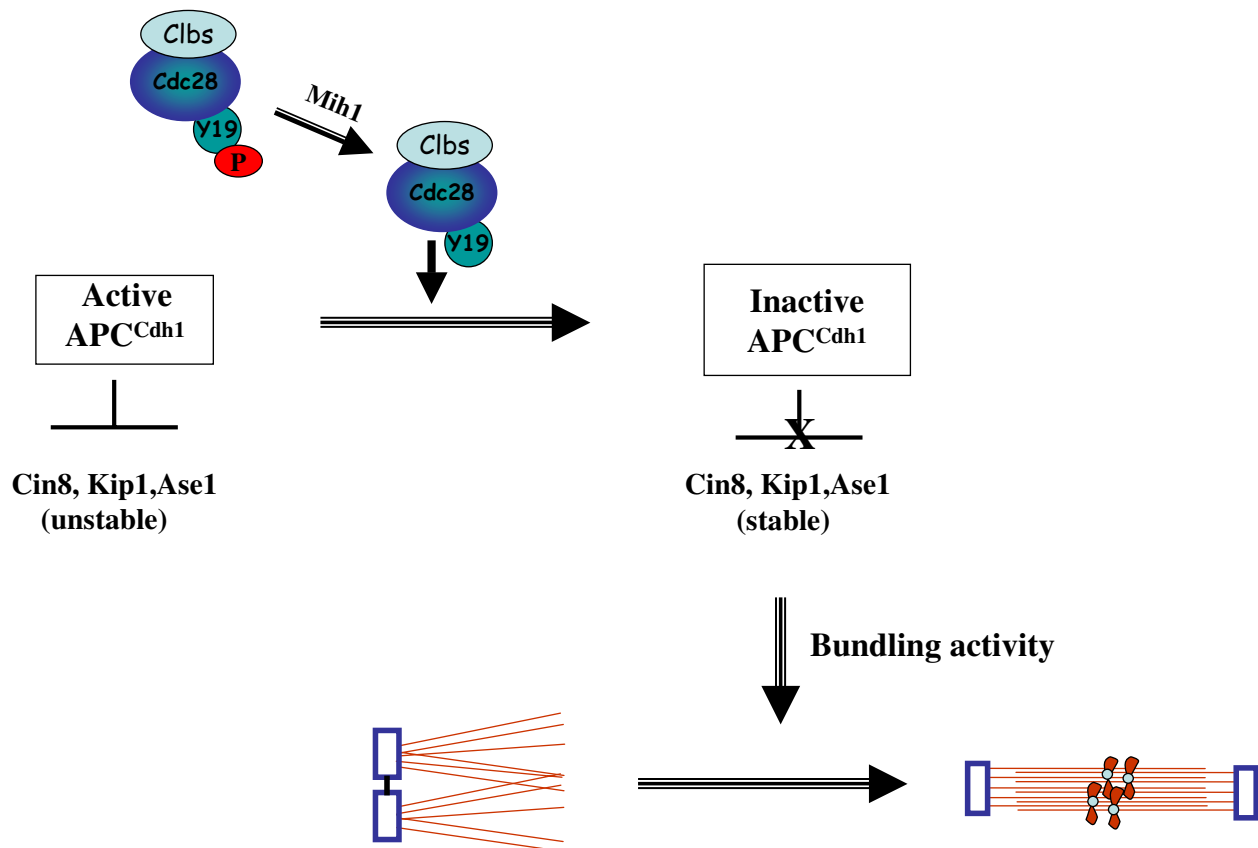 Clbs
Cdc28
Y19
P
Mih1
Clbs
Cdc28
Y19
Active
APCCdh1
Inactive
APCCdh1
X
Cin8, Kip1,Ase1
(unstable)
Cin8, Kip1,Ase1
(stable)
Bundling activity